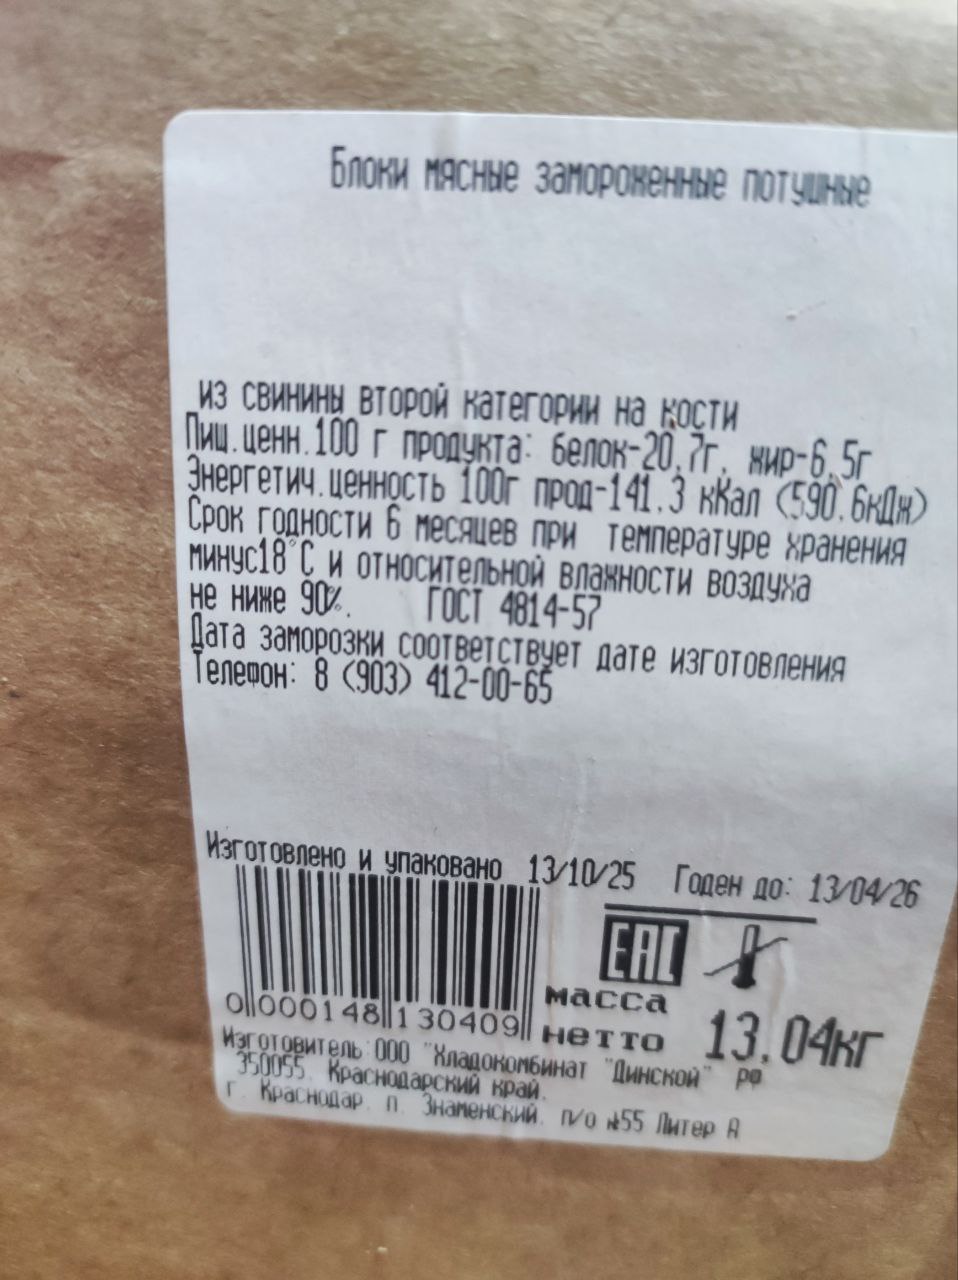 Блоки мясные замороженные потушные
из свинины второй категории на кости
Пищ.ценн.100 г продукта: белок-20,7г, жир-6,5г
Энергетич.ценность 100г прод-141,3 кКал (590,6кДж)
Срок годности 6 месяцев при температуре хранения
минус18°С и относительной влажности воздуха
не ниже 90%. ГОСТ 4814-57
Дата заморозки соответствует дате изготовления
Телефон: 8 (903) 412-00-65
Изготовлено и упаковано 13/10/25 Годен до: 13/04/26
EAC
0 000148 130409
масса
нетто 13,04кг
Изготовитель:ООО "Хладокомбинат "Динской" РФ
350055, Краснодарский край,
г. Краснодар, п. Знаменский, п/о №55 Литер А